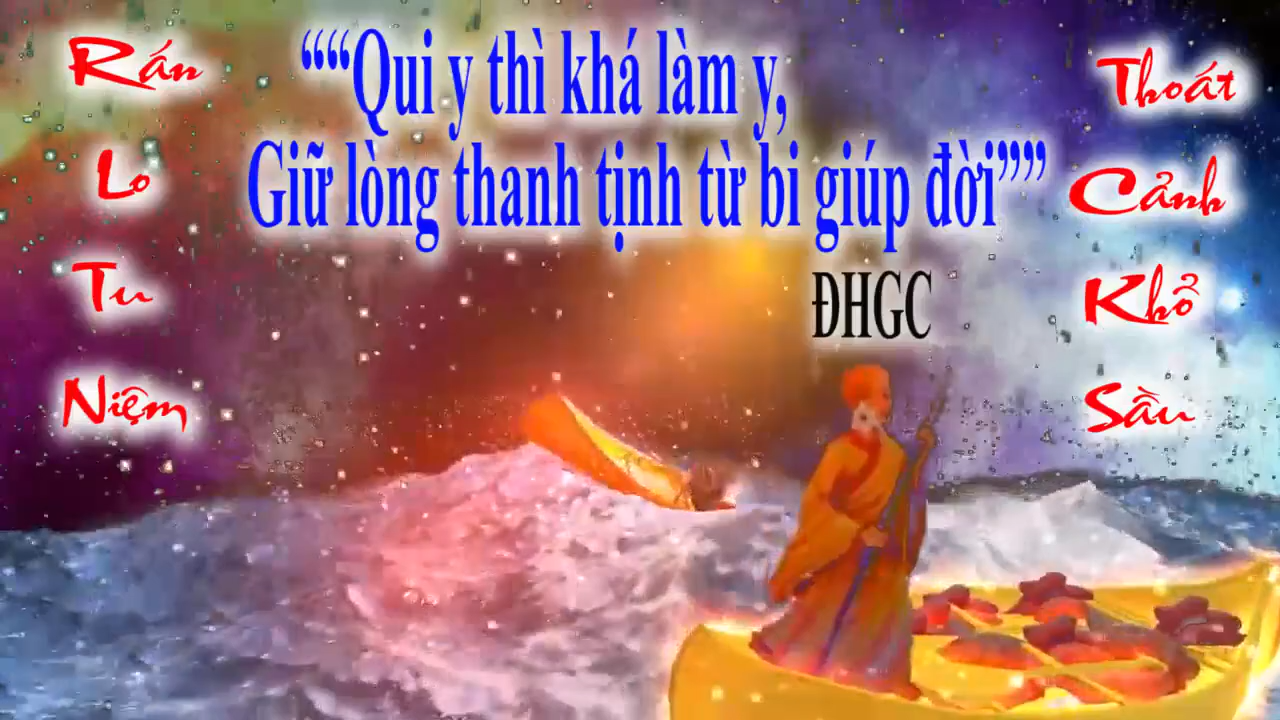 ““Qui y thì khá làm y,
Giữ lòng thanh tịnh từ bi giúp đời””
ĐHGC
Rán
Lo
Tu
Niệm
Thoát
Cảnh
Khổ
Sầu